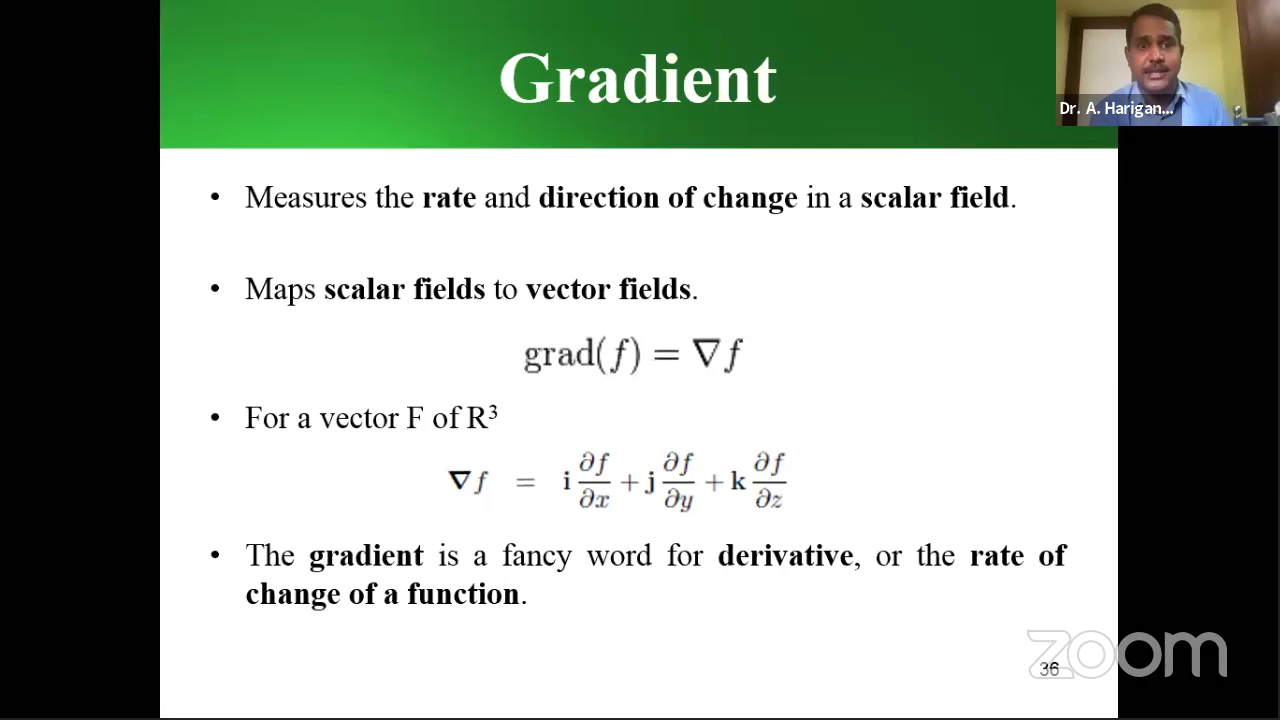 Gradient
Dr. A. Harigan...
• Measures the rate and direction of change in a scalar field.
• Maps scalar fields to vector fields.
grad(f) = ∇f
• For a vector F of R³
∇f = i ∂f/∂x + j ∂f/∂y + k ∂f/∂z
• The gradient is a fancy word for derivative, or the rate of
change of a function.
zoom
36